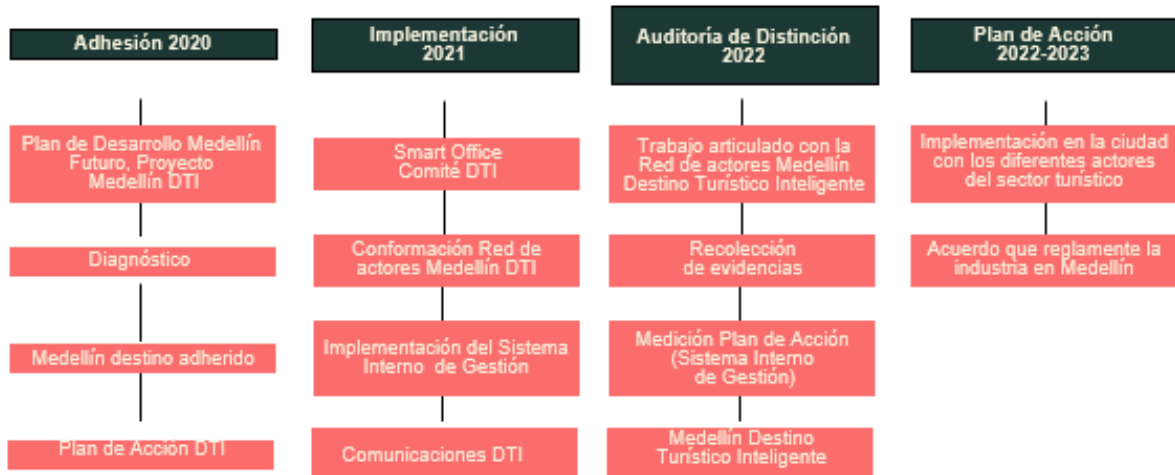 Adhesión 2020
Plan de Desarrollo Medellín
Futuro, Proyecto
Medellín DTI
Diagnóstico
Medellín destino adherido
Plan de Acción DTI
Implementación
2021
Smart Office
Comité DTI
Conformación Red de
actores Medellín DTI
Implementación del Sistema
Interno de Gestión
Comunicaciones DTI
Auditoría de Distinción
2022
Trabajo articulado con la
Red de actores Medellín
Destino Turístico Inteligente
Recolección
de evidencias
Medición Plan de Acción
(Sistema Interno
de Gestión)
Medellín Destino
Turístico Inteligente
Plan de Acción
2022-2023
Implementación en la ciudad
con los diferentes actores
del sector turístico
Acuerdo que reglamente la
industria en Medellín